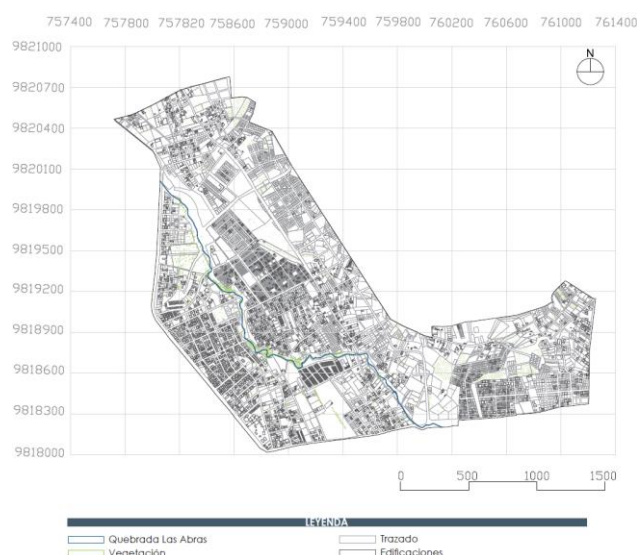 757400 757800 758200 758600 759000 759400 759800 760200 760600 761000 761400
9821000
N
9820700
9820400
9820100
9819800
9819500
9819200
9818900
9818600
9818300
9818000
0 500 1000 1500
LEYENDA
Quebrada Las Abras Trazado
Vegetación Edificaciones